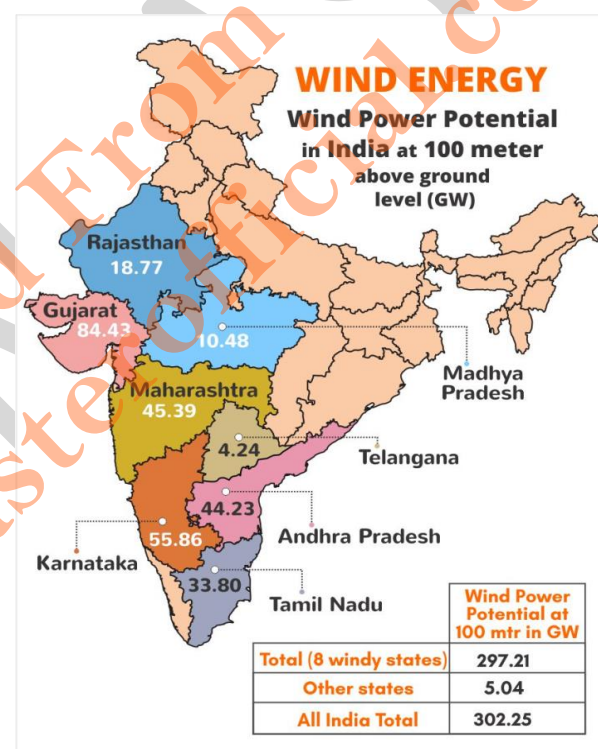 WIND ENERGY
Wind Power Potential
in India at 100 meter
above ground
level (GW)
Rajasthan
18.77
Gujarat
84.43
10.48
Madhya
Pradesh
Maharashtra
45.39
4.24
Telangana
44.23
Andhra Pradesh
55.86
Karnataka
33.80
Tamil Nadu
Wind Power
Potential at
100 mtr in GW
Total (8 windy states) 297.21
Other states 5.04
All India Total 302.25
From